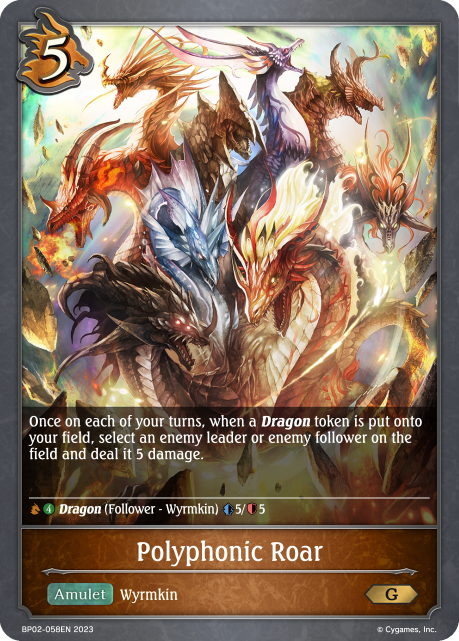 5
Once on each of your turns, when a Dragon token is put onto
your field, select an enemy leader or enemy follower on the
field and deal it 5 damage.
4 Dragon (Follower - Wyrmkin) 5/5
Polyphonic Roar
Amulet Wyrmkin G
BP02-058EN 2023 © Cygames, Inc.